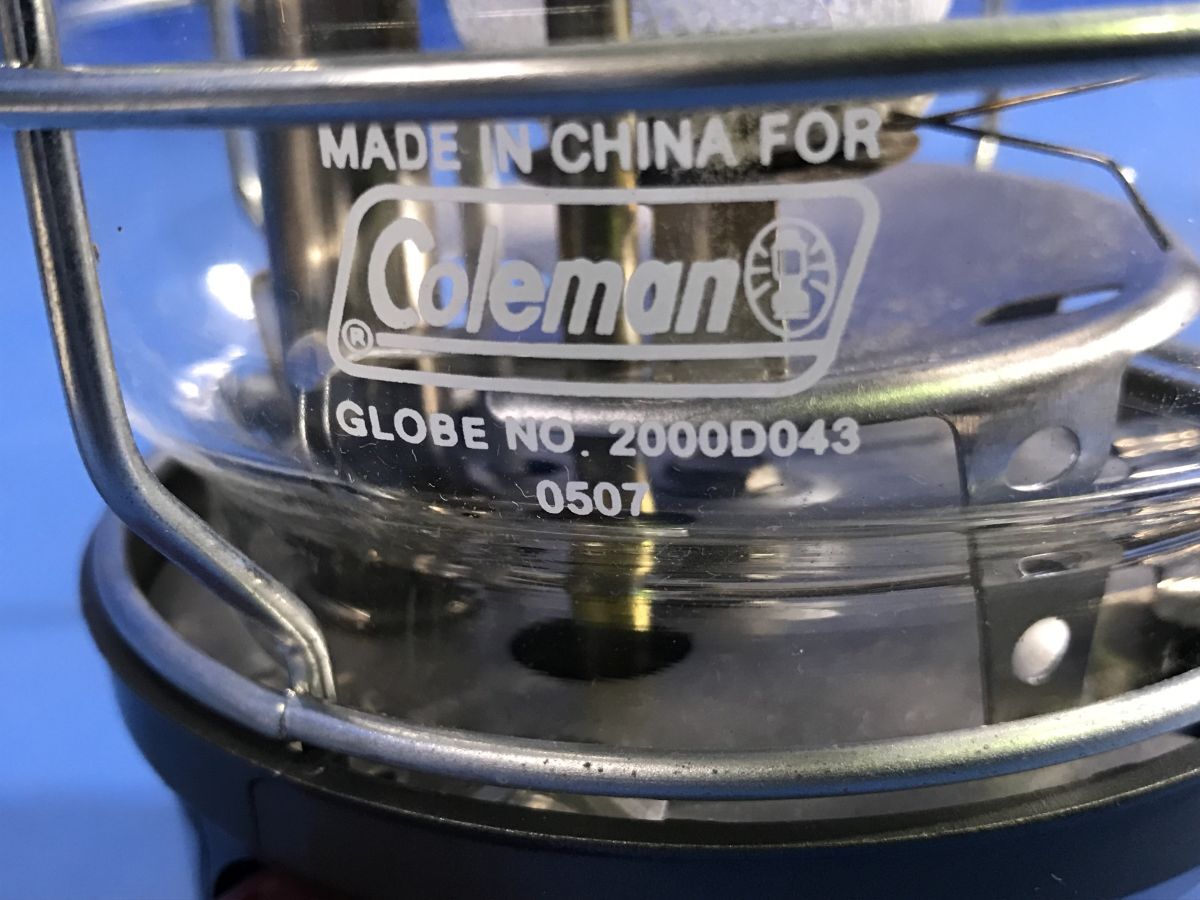 MADE IN CHINA FOR
Coleman
®
GLOBE NO. 2000D043
0507